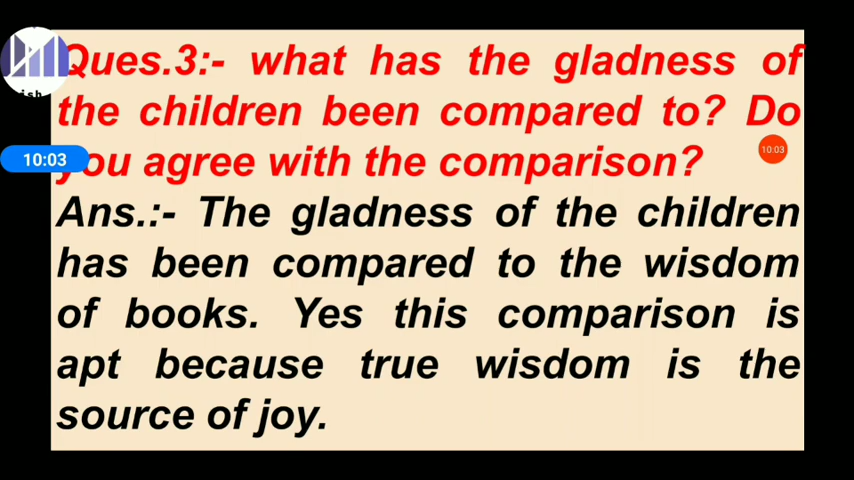 Ques.3:- what has the gladness of
the children been compared to? Do
you agree with the comparison?
Ans.:- The gladness of the children
has been compared to the wisdom
of books. Yes this comparison is
apt because true wisdom is the
source of joy.
ish
10:03
10:03